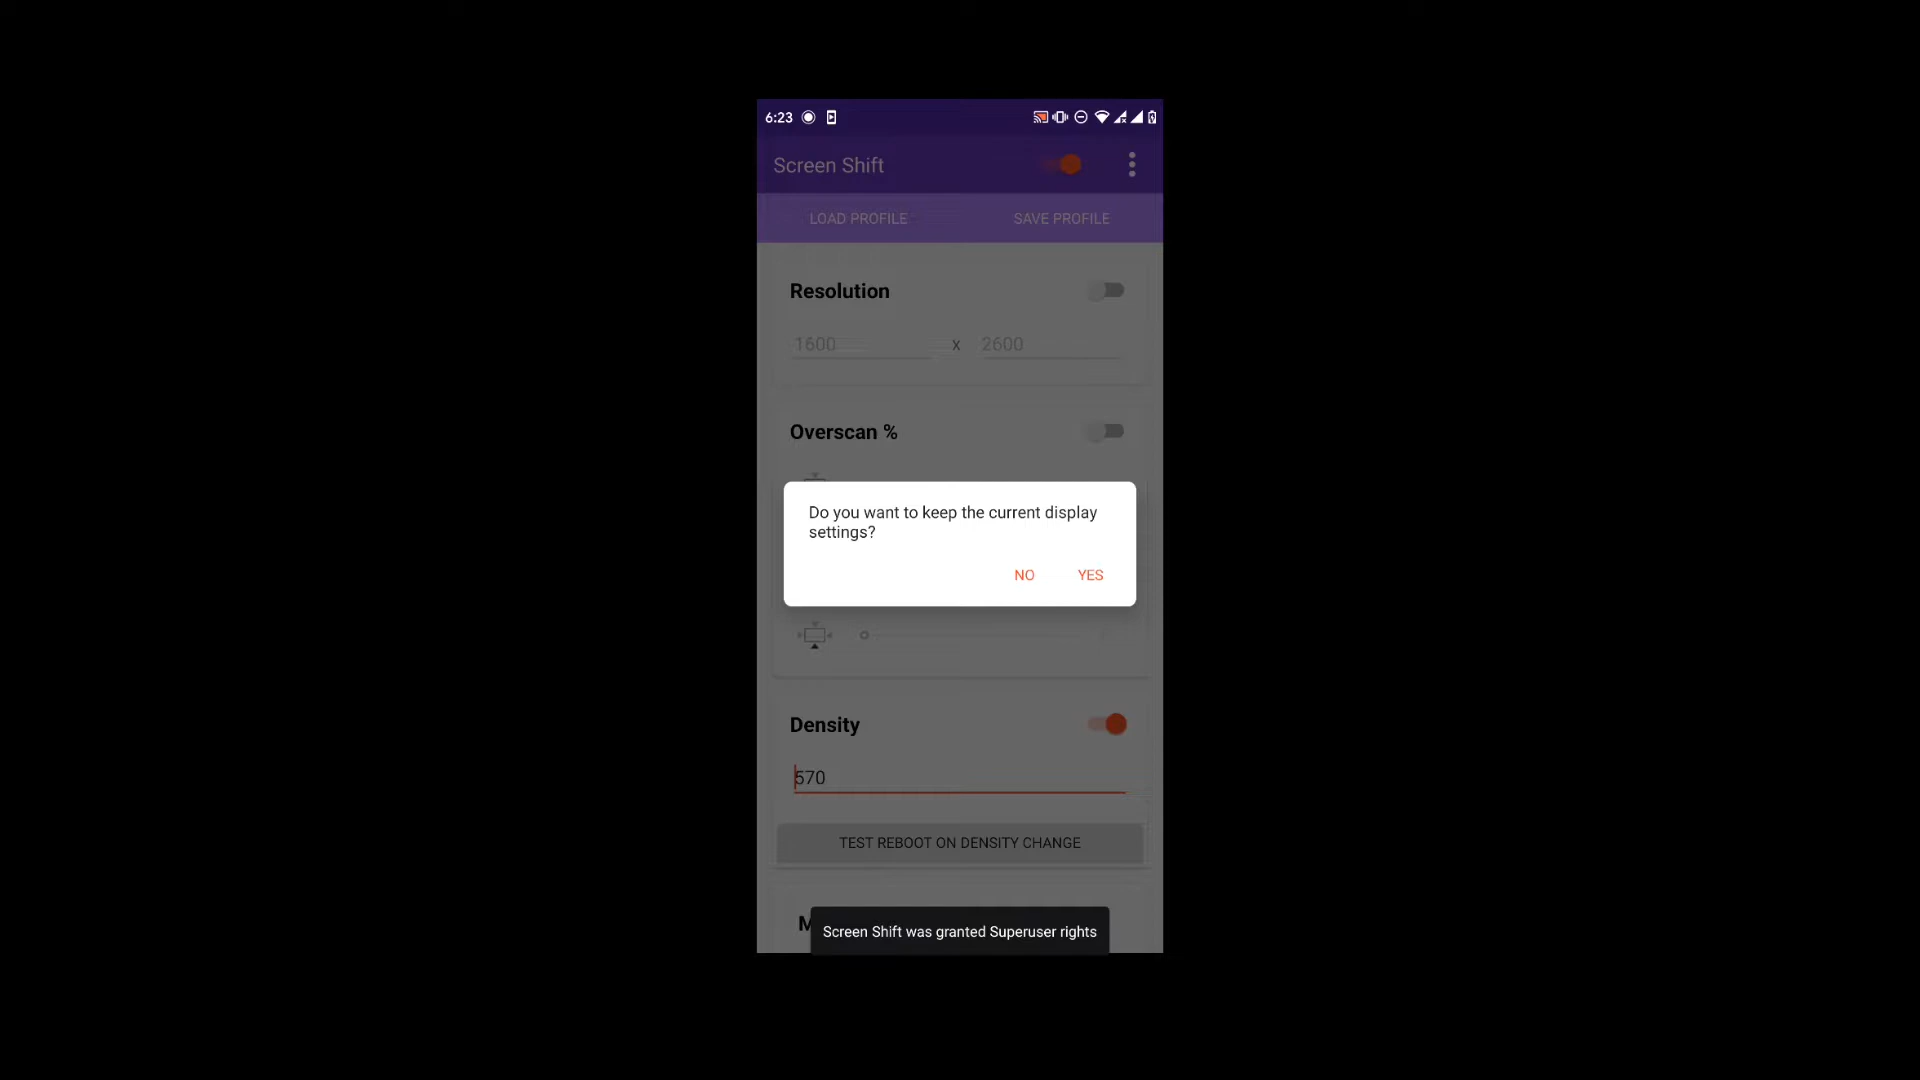 6:23
Screen Shift
LOAD PROFILE SAVE PROFILE
Resolution
1600 x 2600
Overscan %
Do you want to keep the current display
settings?
NO YES
Density
570
TEST REBOOT ON DENSITY CHANGE
Screen Shift was granted Superuser rights